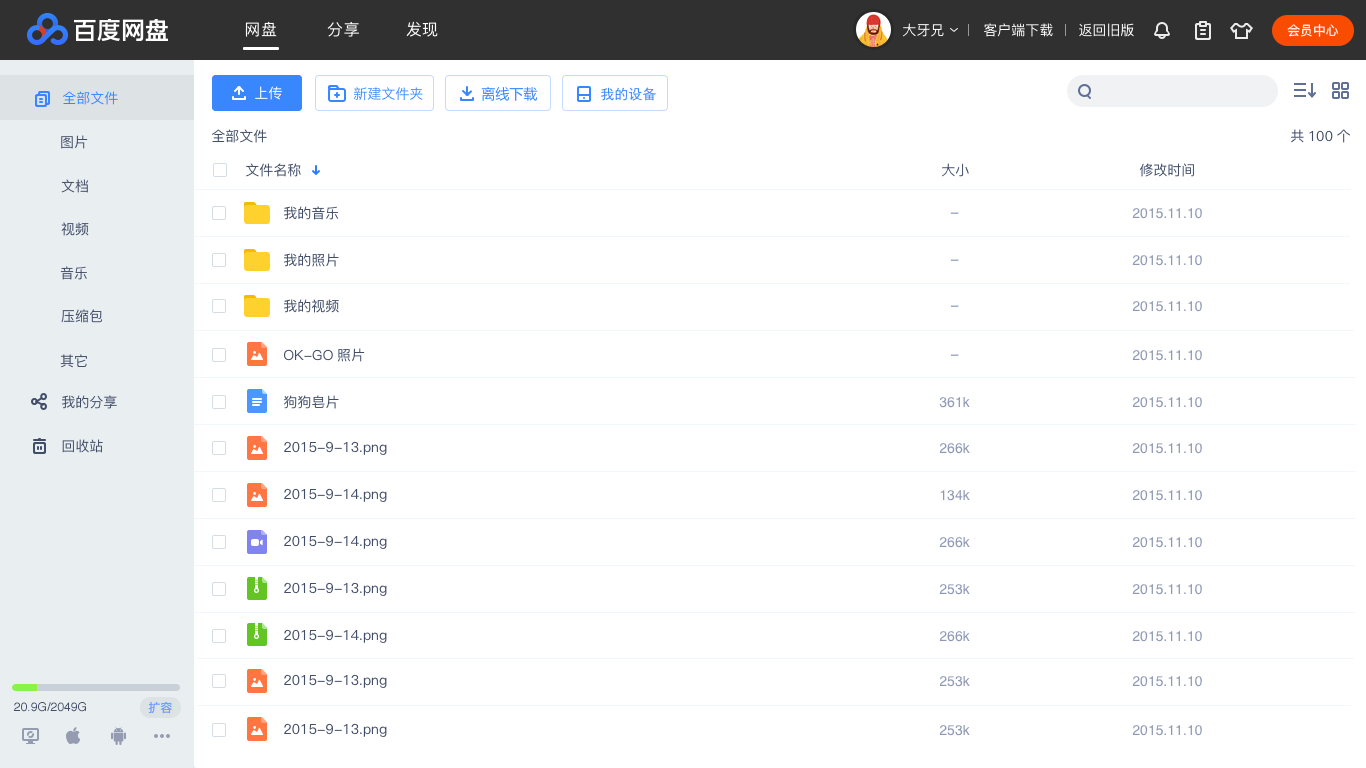 百度网盘 网盘 分享 发现 大牙兄 客户端下载 返回旧版 会员中心
全部文件
图片
文档
视频
音乐
压缩包
其它
我的分享
回收站
20.9G/2049G 扩容
上传 新建文件夹 离线下载 我的设备
全部文件 共 100 个
文件名称 大小 修改时间
我的音乐 – 2015.11.10
我的照片 – 2015.11.10
我的视频 – 2015.11.10
OK–GO 照片 – 2015.11.10
狗狗皂片 361k 2015.11.10
2015–9–13.png 266k 2015.11.10
2015–9–14.png 134k 2015.11.10
2015–9–14.png 266k 2015.11.10
2015–9–13.png 253k 2015.11.10
2015–9–14.png 266k 2015.11.10
2015–9–13.png 253k 2015.11.10
2015–9–13.png 253k 2015.11.10